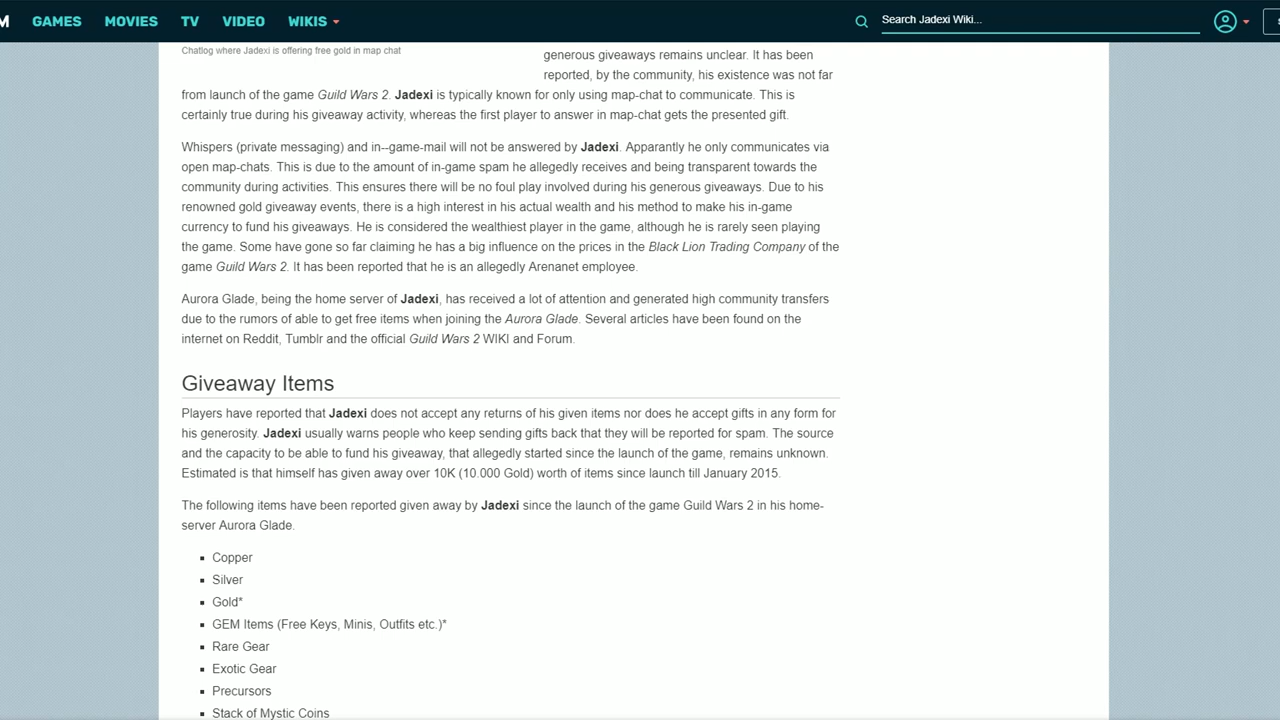 M GAMES MOVIES TV VIDEO WIKIS Search Jadexi Wiki...
Chatlog where Jadexi is offering free gold in map chat
generous giveaways remains unclear. It has been
reported, by the community, his existence was not far
from launch of the game Guild Wars 2. Jadexi is typically known for only using map-chat to communicate. This is
certainly true during his giveaway activity, whereas the first player to answer in map-chat gets the presented gift.
Whispers (private messaging) and in--game-mail will not be answered by Jadexi. Apparantly he only communicates via
open map-chats. This is due to the amount of in-game spam he allegedly receives and being transparent towards the
community during activities. This ensures there will be no foul play involved during his generous giveaways. Due to his
renowned gold giveaway events, there is a high interest in his actual wealth and his method to make his in-game
currency to fund his giveaways. He is considered the wealthiest player in the game, although he is rarely seen playing
the game. Some have gone so far claiming he has a big influence on the prices in the Black Lion Trading Company of the
game Guild Wars 2. It has been reported that he is an allegedly Arenanet employee.
Aurora Glade, being the home server of Jadexi, has received a lot of attention and generated high community transfers
due to the rumors of able to get free items when joining the Aurora Glade. Several articles have been found on the
internet on Reddit, Tumblr and the official Guild Wars 2 WIKI and Forum.
Giveaway Items
Players have reported that Jadexi does not accept any returns of his given items nor does he accept gifts in any form for
his generosity. Jadexi usually warns people who keep sending gifts back that they will be reported for spam. The source
and the capacity to be able to fund his giveaway, that allegedly started since the launch of the game, remains unknown.
Estimated is that himself has given away over 10K (10.000 Gold) worth of items since launch till January 2015.
The following items have been reported given away by Jadexi since the launch of the game Guild Wars 2 in his home-
server Aurora Glade.
Copper
Silver
Gold*
GEM Items (Free Keys, Minis, Outfits etc.)*
Rare Gear
Exotic Gear
Precursors
Stack of Mystic Coins